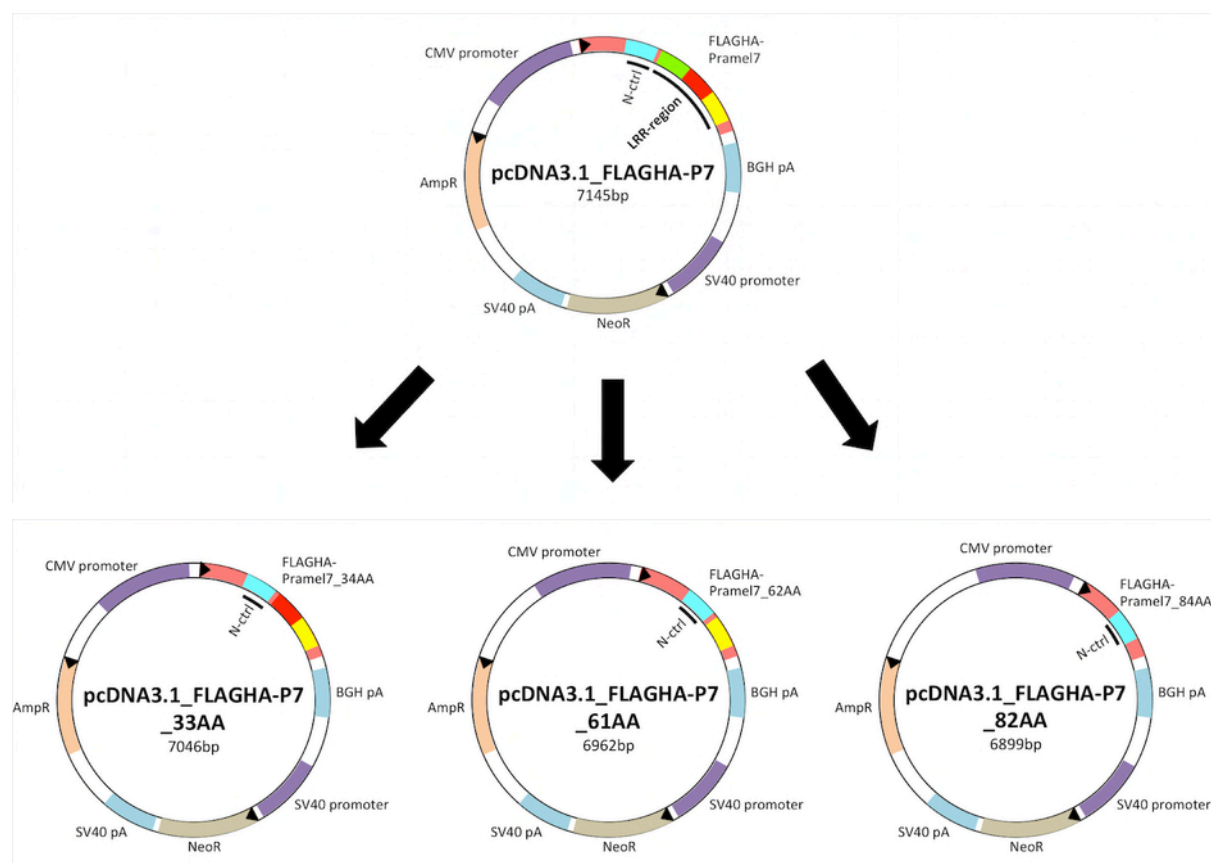 CMV promoter
FLAGHA-
Pramel7
N-ctrl
LRR-region
pcDNA3.1_FLAGHA-P7
7145bp
AmpR
BGH pA
SV40 promoter
SV40 pA
NeoR
CMV promoter
FLAGHA-
Pramel7_34AA
N-ctrl
pcDNA3.1_FLAGHA-P7
_33AA
7046bp
AmpR
BGH pA
SV40 promoter
SV40 pA
NeoR
CMV promoter
FLAGHA-
Pramel7_62AA
N-ctrl
pcDNA3.1_FLAGHA-P7
_61AA
6962bp
AmpR
BGH pA
SV40 promoter
SV40 pA
NeoR
CMV promoter
FLAGHA-
Pramel7_84AA
N-ctrl
pcDNA3.1_FLAGHA-P7
_82AA
6899bp
AmpR
BGH pA
SV40 promoter
SV40 pA
NeoR